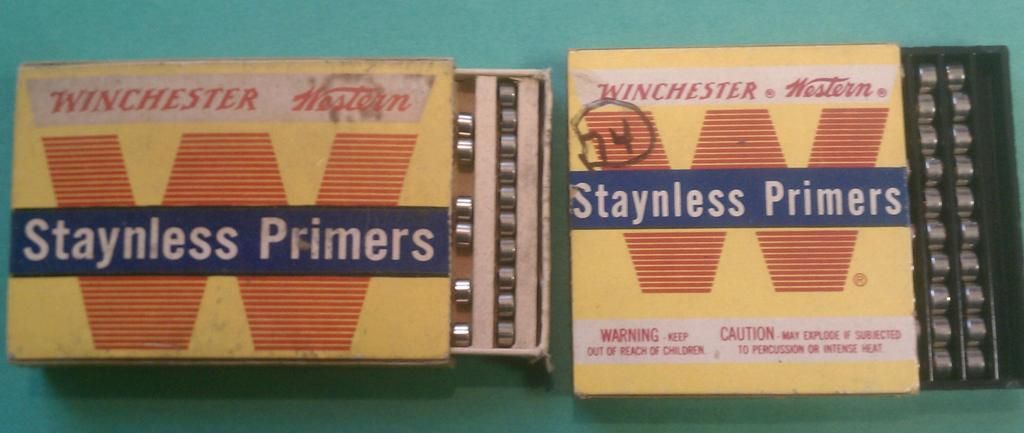 WINCHESTER Western
Staynless Primers
WINCHESTER ® Western ®
74
Staynless Primers
®
WARNING - KEEP
OUT OF REACH OF CHILDREN.
CAUTION - MAY EXPLODE IF SUBJECTED
TO PERCUSSION OR INTENSE HEAT.